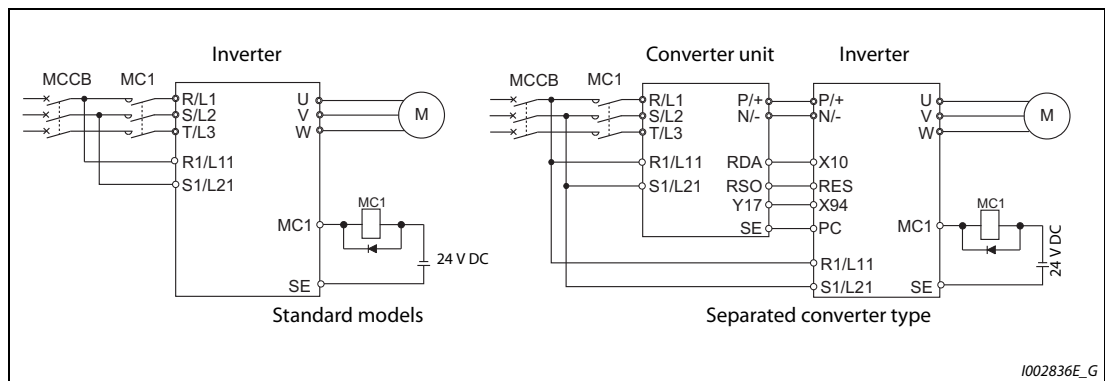 Inverter
MCCB
MC1
R/L1
S/L2
T/L3
R1/L11
S1/L21
U
V
W
M
MC1
MC1
24 V DC
SE
Standard models
Converter unit
Inverter
MCCB
MC1
R/L1
S/L2
T/L3
R1/L11
S1/L21
P/+
N/-
RDA
RSO
Y17
SE
P/+
N/-
X10
RES
X94
PC
R1/L11
S1/L21
U
V
W
M
MC1
MC1
24 V DC
SE
Separated converter type
I002836E_G